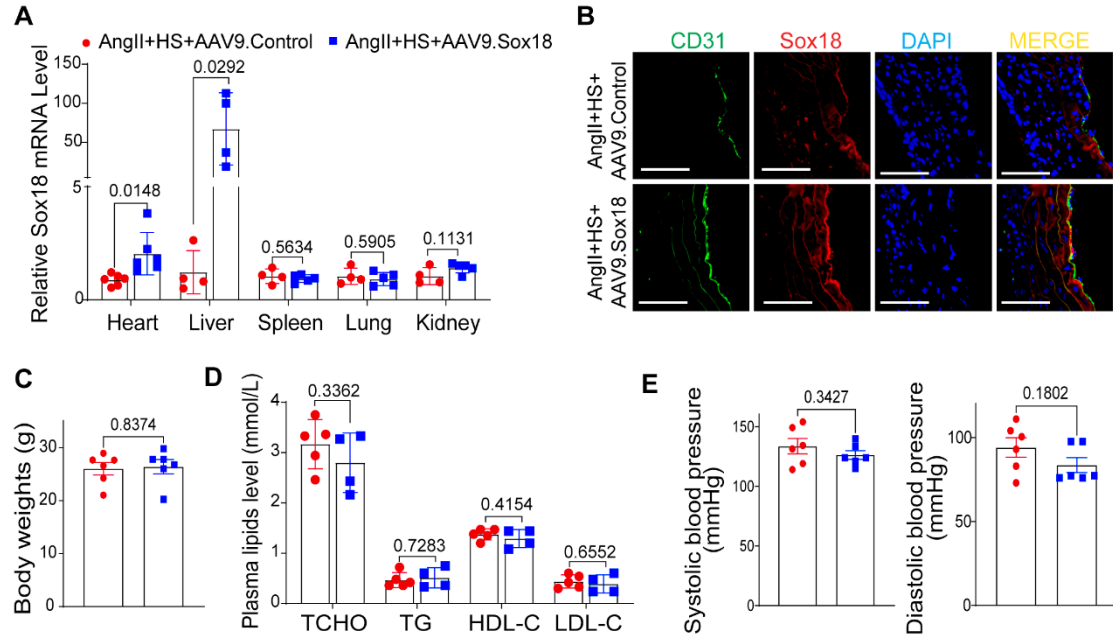 A
AngII+HS+AAV9.Control
AngII+HS+AAV9.Sox18
Relative Sox18 mRNA Level
150
100
50
5
0
0.0148
0.0292
0.5634
0.5905
0.1131
Heart
Liver
Spleen
Lung
Kidney
B
CD31
Sox18
DAPI
MERGE
AngII+HS+
AAV9.Control
AngII+HS+
AAV9.Sox18
C
Body weights (g)
30
20
10
0
0.8374
D
Plasma lipids level (mmol/L)
4
3
2
1
0
0.3362
0.7283
0.4154
0.6552
TCHO
TG
HDL-C
LDL-C
E
Systolic blood pressure
(mmHg)
150
100
50
0
0.3427
Diastolic blood pressure
(mmHg)
100
50
0
0.1802